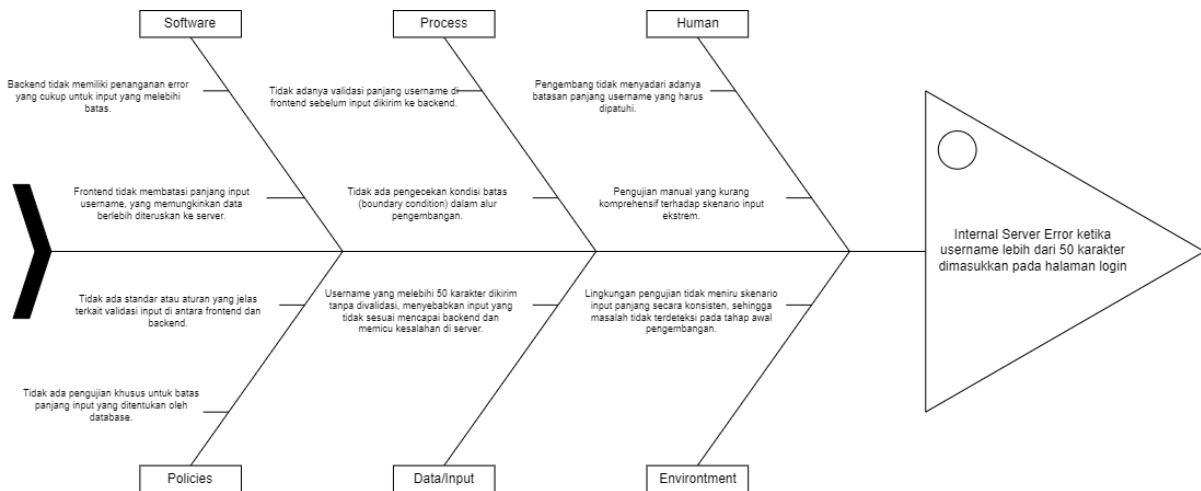 Software
Process
Human
Backend tidak memiliki penanganan error
yang cukup untuk input yang melebihi
batas.
Tidak adanya validasi panjang username di
frontend sebelum input dikirim ke backend.
Pengembang tidak menyadari adanya
batasan panjang username yang harus
dipatuhi.
Frontend tidak membatasi panjang input
username, yang memungkinkan data
berlebih diteruskan ke server.
Tidak ada pengecekan kondisi batas
(boundary condition) dalam alur
pengembangan.
Pengujian manual yang kurang
komprehensif terhadap skenario input
ekstrem.
Internal Server Error ketika
username lebih dari 50 karakter
dimasukkan pada halaman login
Tidak ada standar atau aturan yang jelas
terkait validasi input di antara frontend dan
backend.
Username yang melebihi 50 karakter dikirim
tanpa divalidasi, menyebabkan input yang
tidak sesuai mencapai backend dan
memicu kesalahan di server.
Lingkungan pengujian tidak meniru skenario
input panjang secara konsisten, sehingga
masalah tidak terdeteksi pada tahap awal
pengembangan.
Tidak ada pengujian khusus untuk batas
panjang input yang ditentukan oleh
database.
Policies
Data/Input
Environtment